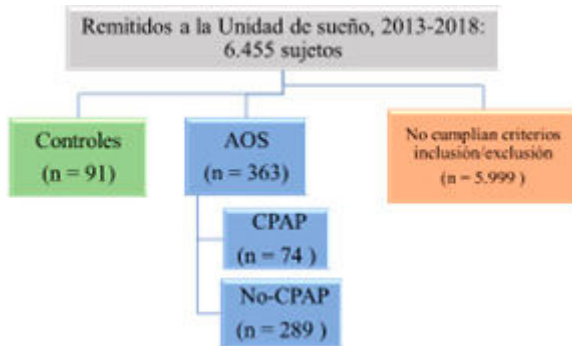 Remitidos a la Unidad de sueño, 2013-2018:
6.455 sujetos
Controles
(n = 91)
AOS
(n = 363)
No cumplían criterios
inclusión/exclusión
(n = 5.999 )
CPAP
(n = 74 )
No-CPAP
(n = 289 )